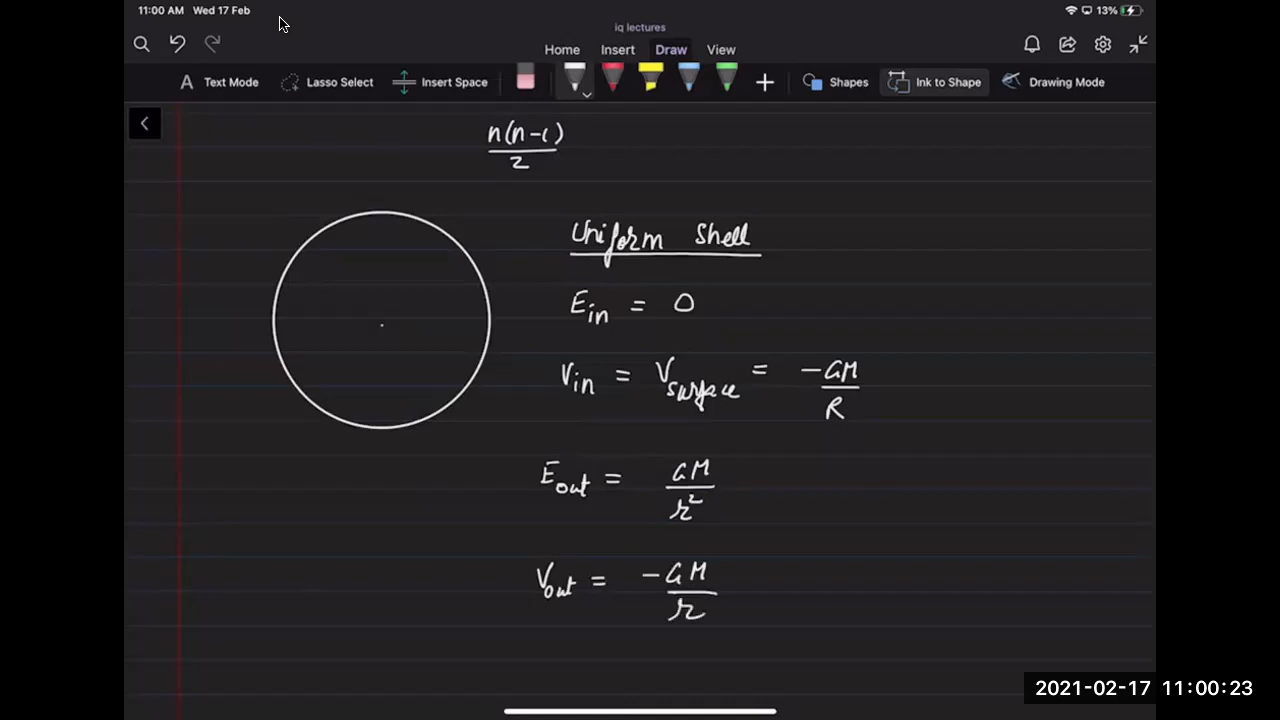 11:00 AM Wed 17 Feb
13%
iq lectures
Home Insert Draw View
Text Mode Lasso Select Insert Space Shapes Ink to Shape Drawing Mode
n(n-1)
2
Uniform Shell
E_in = 0
V_in = V_surface = -GM/R
E_out = GM/r²
V_out = -GM/r
2021-02-17 11:00:23